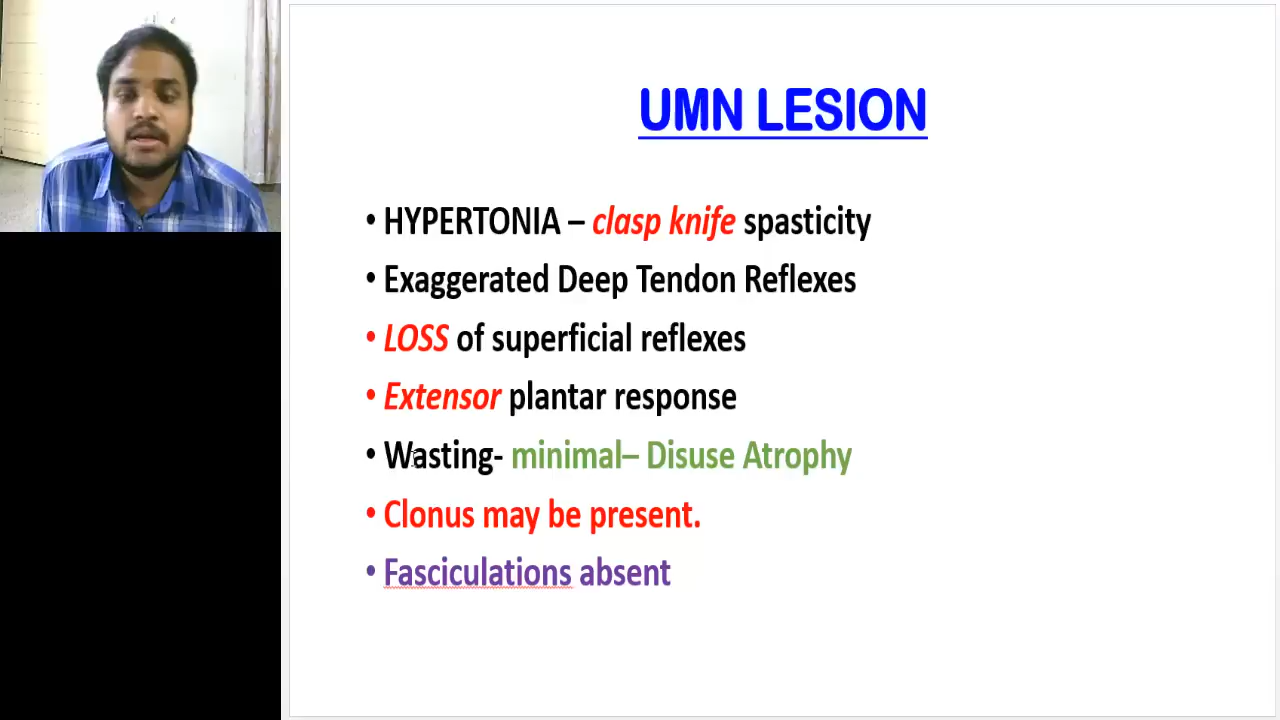 UMN LESION
• HYPERTONIA – clasp knife spasticity
• Exaggerated Deep Tendon Reflexes
• LOSS of superficial reflexes
• Extensor plantar response
• Wasting- minimal– Disuse Atrophy
• Clonus may be present.
• Fasciculations absent